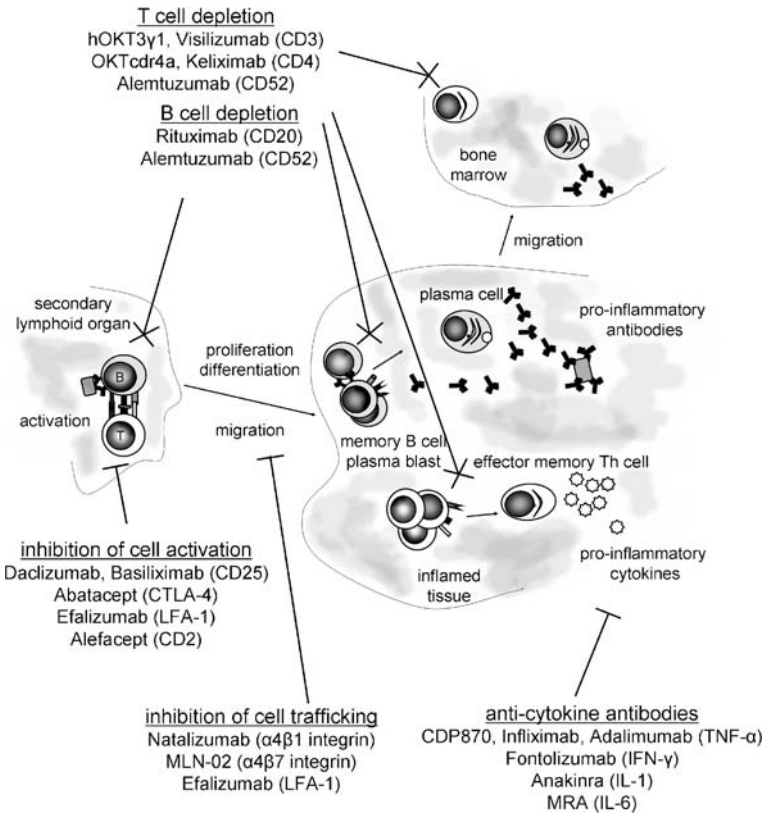 T cell depletion
hOKT3γ1, Visilizumab (CD3)
OKTcdr4a, Keliximab (CD4)
Alemtuzumab (CD52)
B cell depletion
Rituximab (CD20)
Alemtuzumab (CD52)
bone
marrow
migration
secondary
lymphoid organ
B
T
activation
proliferation
differentiation
migration
plasma cell
pro-inflammatory
antibodies
memory B cell
plasma blast
effector memory Th cell
inflamed
tissue
pro-inflammatory
cytokines
inhibition of cell activation
Daclizumab, Basiliximab (CD25)
Abatacept (CTLA-4)
Efalizumab (LFA-1)
Alefacept (CD2)
inhibition of cell trafficking
Natalizumab (α4β1 integrin)
MLN-02 (α4β7 integrin)
Efalizumab (LFA-1)
anti-cytokine antibodies
CDP870, Infliximab, Adalimumab (TNF-α)
Fontolizumab (IFN-γ)
Anakinra (IL-1)
MRA (IL-6)